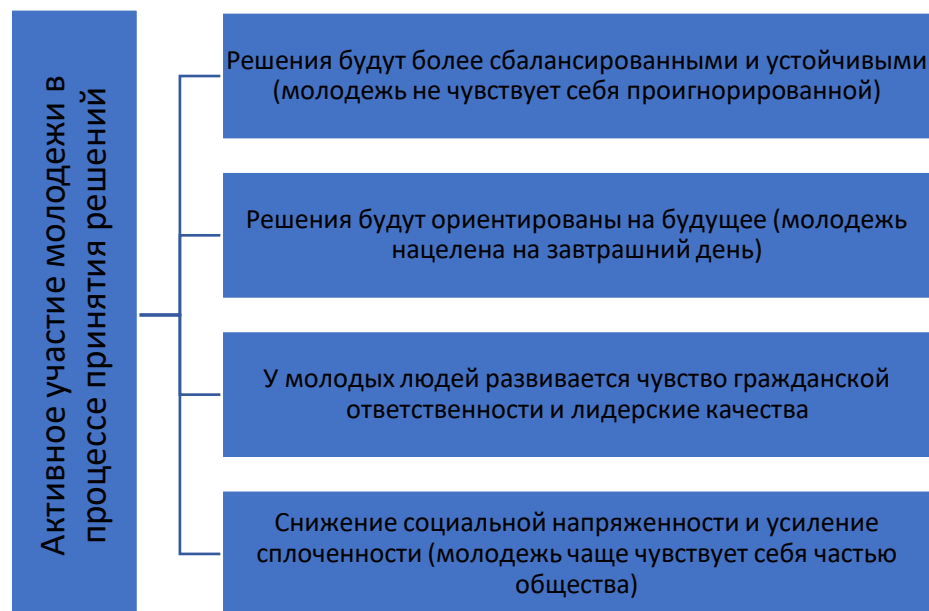 Активное участие молодежи в
процессе принятия решений
Решения будут более сбалансированными и устойчивыми
(молодежь не чувствует себя проигнорированной)
Решения будут ориентированы на будущее (молодежь
нацелена на завтрашний день)
У молодых людей развивается чувство гражданской
ответственности и лидерские качества
Снижение социальной напряженности и усиление
сплоченности (молодежь чаще чувствует себя частью
общества)